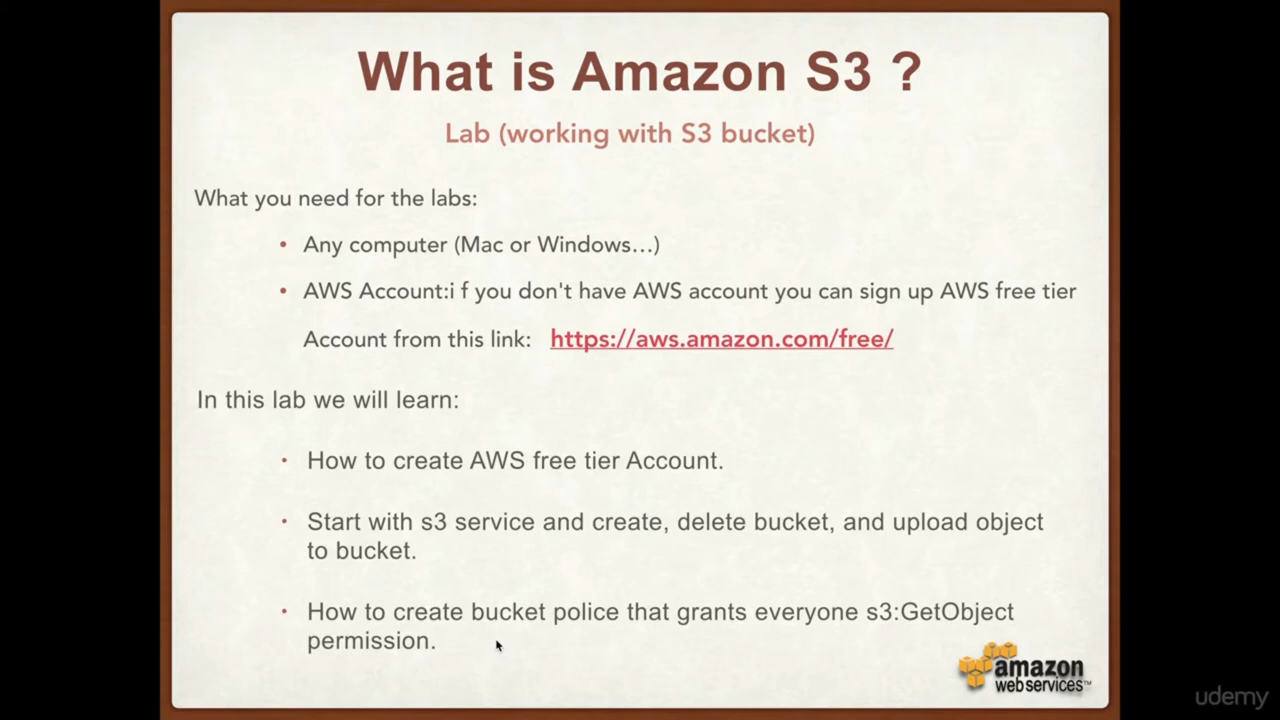 What is Amazon S3 ?
Lab (working with S3 bucket)
What you need for the labs:
• Any computer (Mac or Windows…)
• AWS Account:i f you don't have AWS account you can sign up AWS free tier
Account from this link: https://aws.amazon.com/free/
In this lab we will learn:
• How to create AWS free tier Account.
• Start with s3 service and create, delete bucket, and upload object
to bucket.
• How to create bucket police that grants everyone s3:GetObject
permission.
amazon
webservices™
udemy